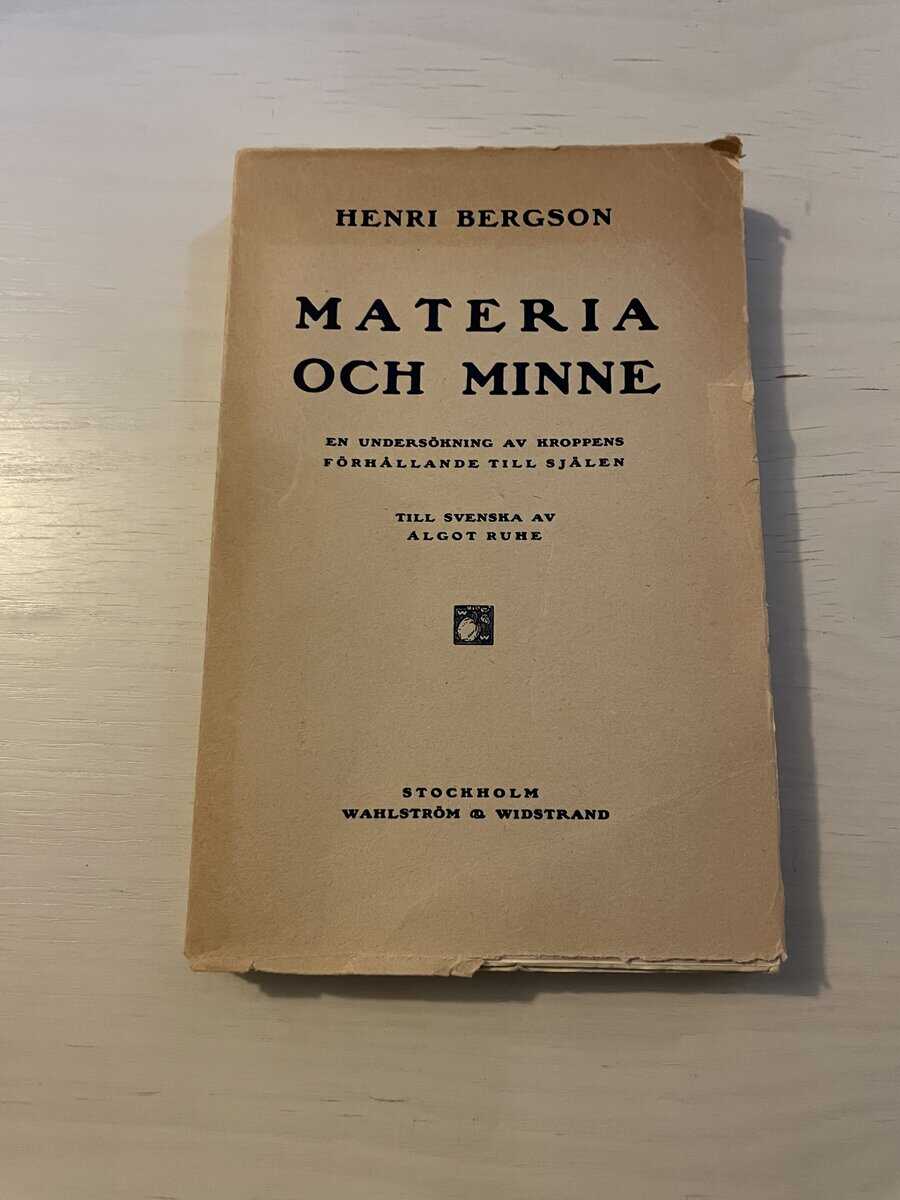 HENRI BERGSON
MATERIA
OCH MINNE
EN UNDERSÖKNING AV KROPPENS
FÖRHÅLLANDE TILL SJÄLEN
TILL SVENSKA AV
ALGOT RUHE
W W
STOCKHOLM
WAHLSTRÖM & WIDSTRAND